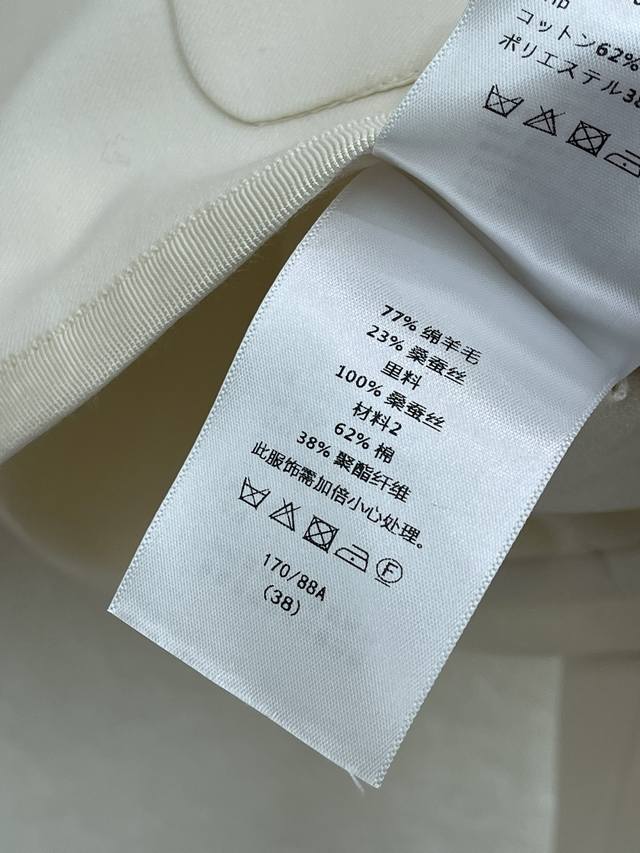 コットン62%
ポリエステル38
77% 绵羊毛
23% 桑蚕丝
里料
100% 桑蚕丝
材料2
62% 棉
38% 聚酯纤维
此服饰需加倍小心处理。
F
170/88A
(38)